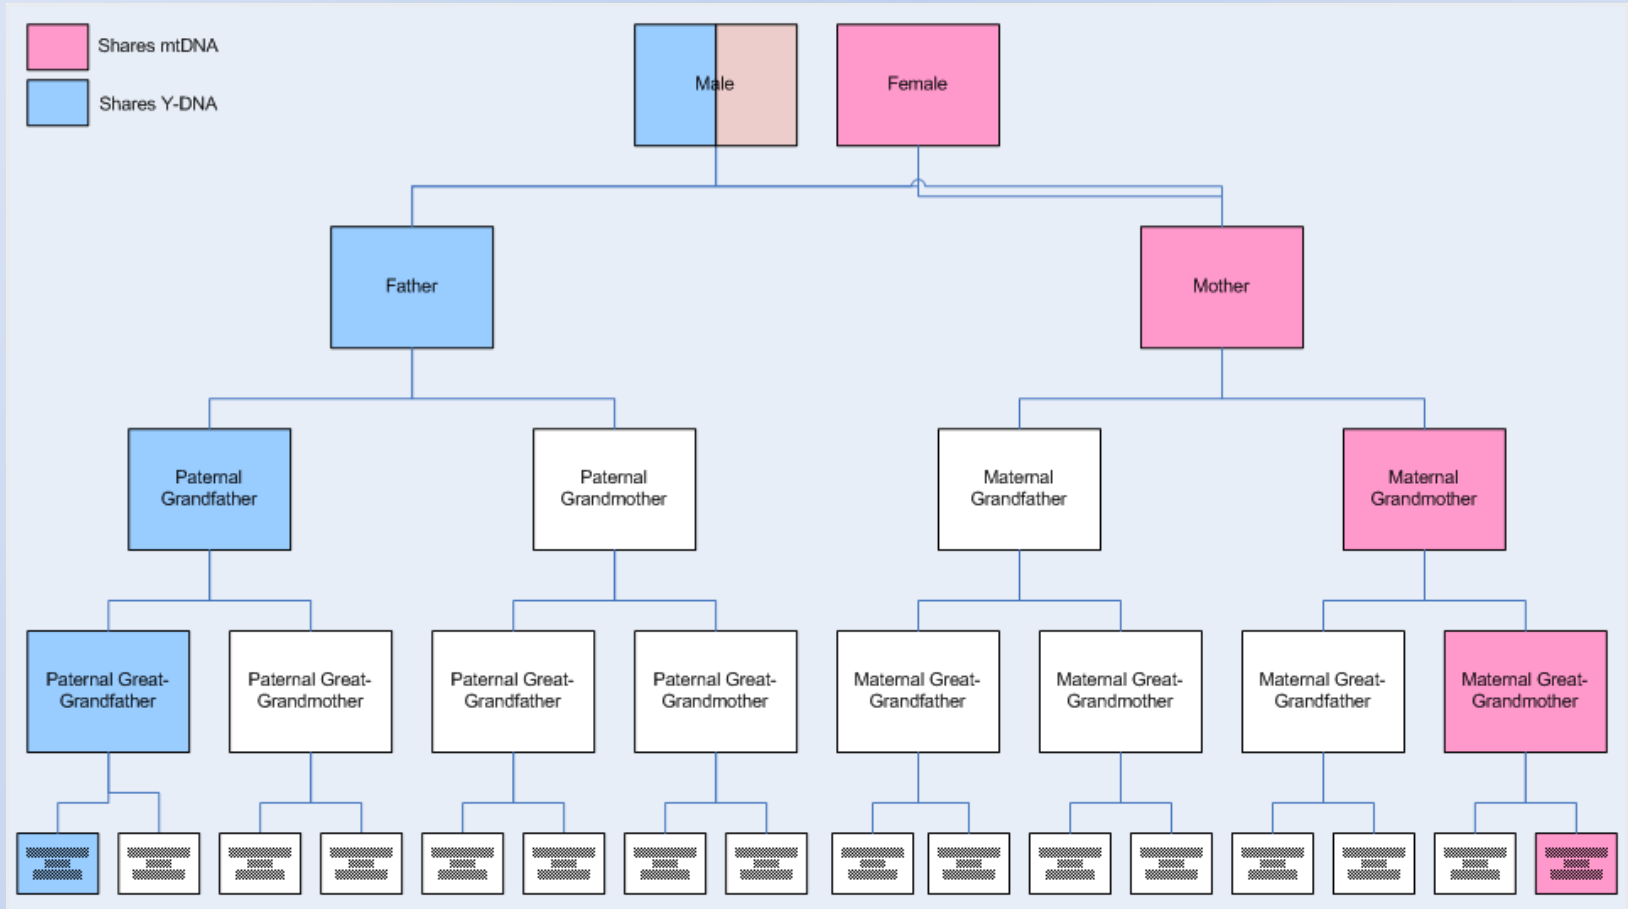 Shares mtDNA
Shares Y-DNA
Male
Female
Father
Mother
Paternal
Grandfather
Paternal
Grandmother
Maternal
Grandfather
Maternal
Grandmother
Paternal Great-
Grandfather
Paternal Great-
Grandmother
Paternal Great-
Grandfather
Paternal Great-
Grandmother
Maternal Great-
Grandfather
Maternal Great-
Grandmother
Maternal Great-
Grandfather
Maternal Great-
Grandmother